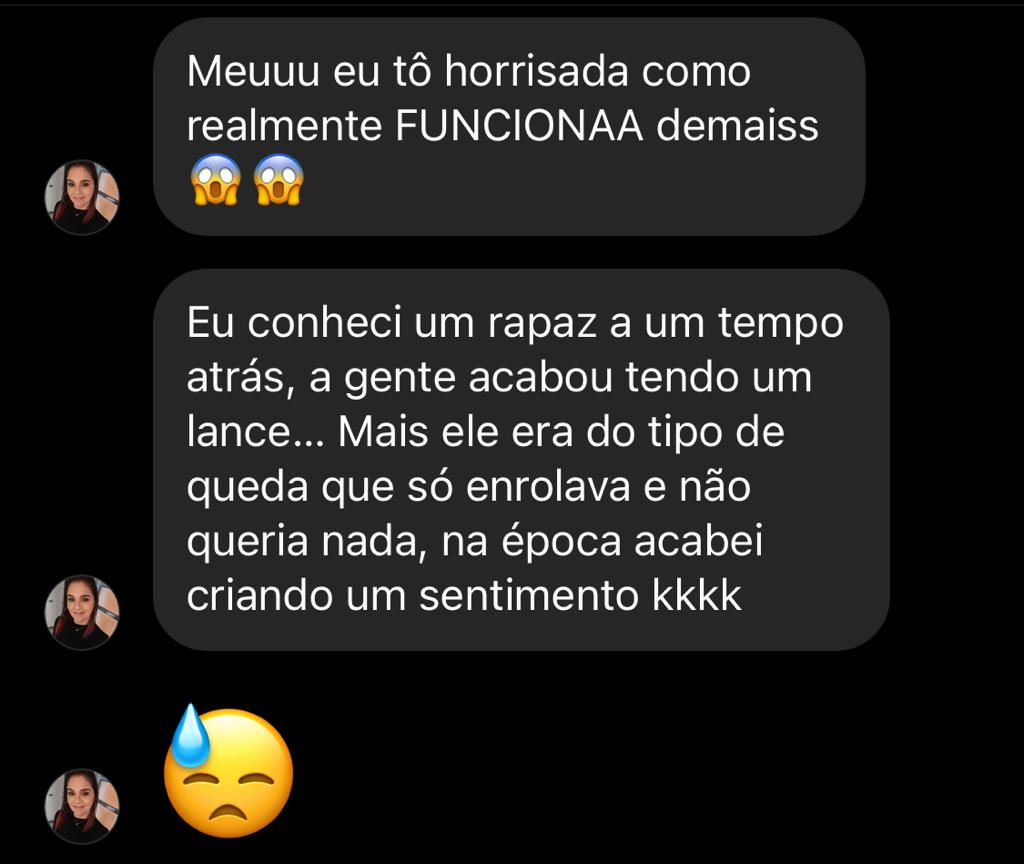 Meuuu eu tô horrisada como
realmente FUNCIONAA demaiss
😱😱
Eu conheci um rapaz a um tempo
atrás, a gente acabou tendo um
lance... Mais ele era do tipo de
queda que só enrolava e não
queria nada, na época acabei
criando um sentimento kkkk
😓